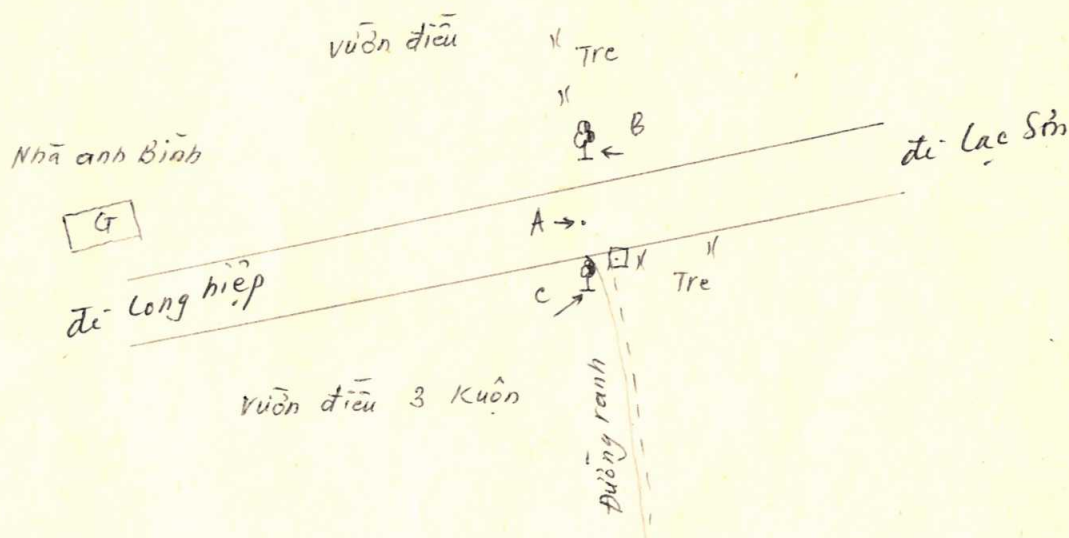 vườn điều
Tre
B
Nhà anh Bình
đi Lạc Sơn
G
A
đi Long hiệp
C
Tre
vườn điều 3 Kuộn
Đường ranh